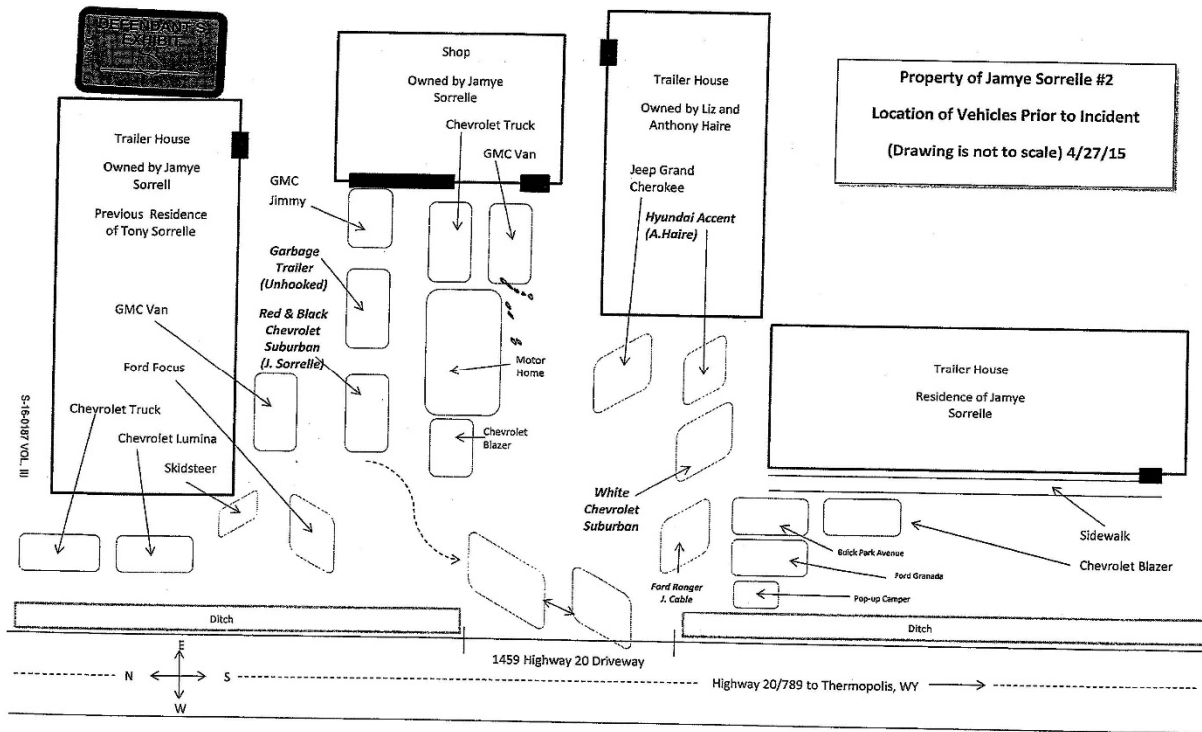 DEFENDANT'S
EXHIBIT
Shop
Owned by Jamye
Sorrelle
Chevrolet Truck
GMC Van
Trailer House
Owned by Liz and
Anthony Haire
Jeep Grand
Cherokee
Hyundai Accent
(A.Haire)
Property of Jamye Sorrelle #2
Location of Vehicles Prior to Incident
(Drawing is not to scale) 4/27/15
Trailer House
Owned by Jamye
Sorrell
Previous Residence
of Tony Sorrelle
GMC
Jimmy
Garbage
Trailer
(Unhooked)
Red & Black
Chevrolet
Suburban
(J. Sorrelle)
GMC Van
Ford Focus
Chevrolet Truck
Chevrolet Lumina
Skidsteer
S-16-0187 VOL. III
Motor
Home
Chevrolet
Blazer
White
Chevrolet
Suburban
Trailer House
Residence of Jamye
Sorrelle
Sidewalk
Buick Park Avenue
Chevrolet Blazer
Ford Granada
Ford Ranger
J. Cable
Pop-up Camper
Ditch
Ditch
1459 Highway 20 Driveway
E
N
S
W
Highway 20/789 to Thermopolis, WY